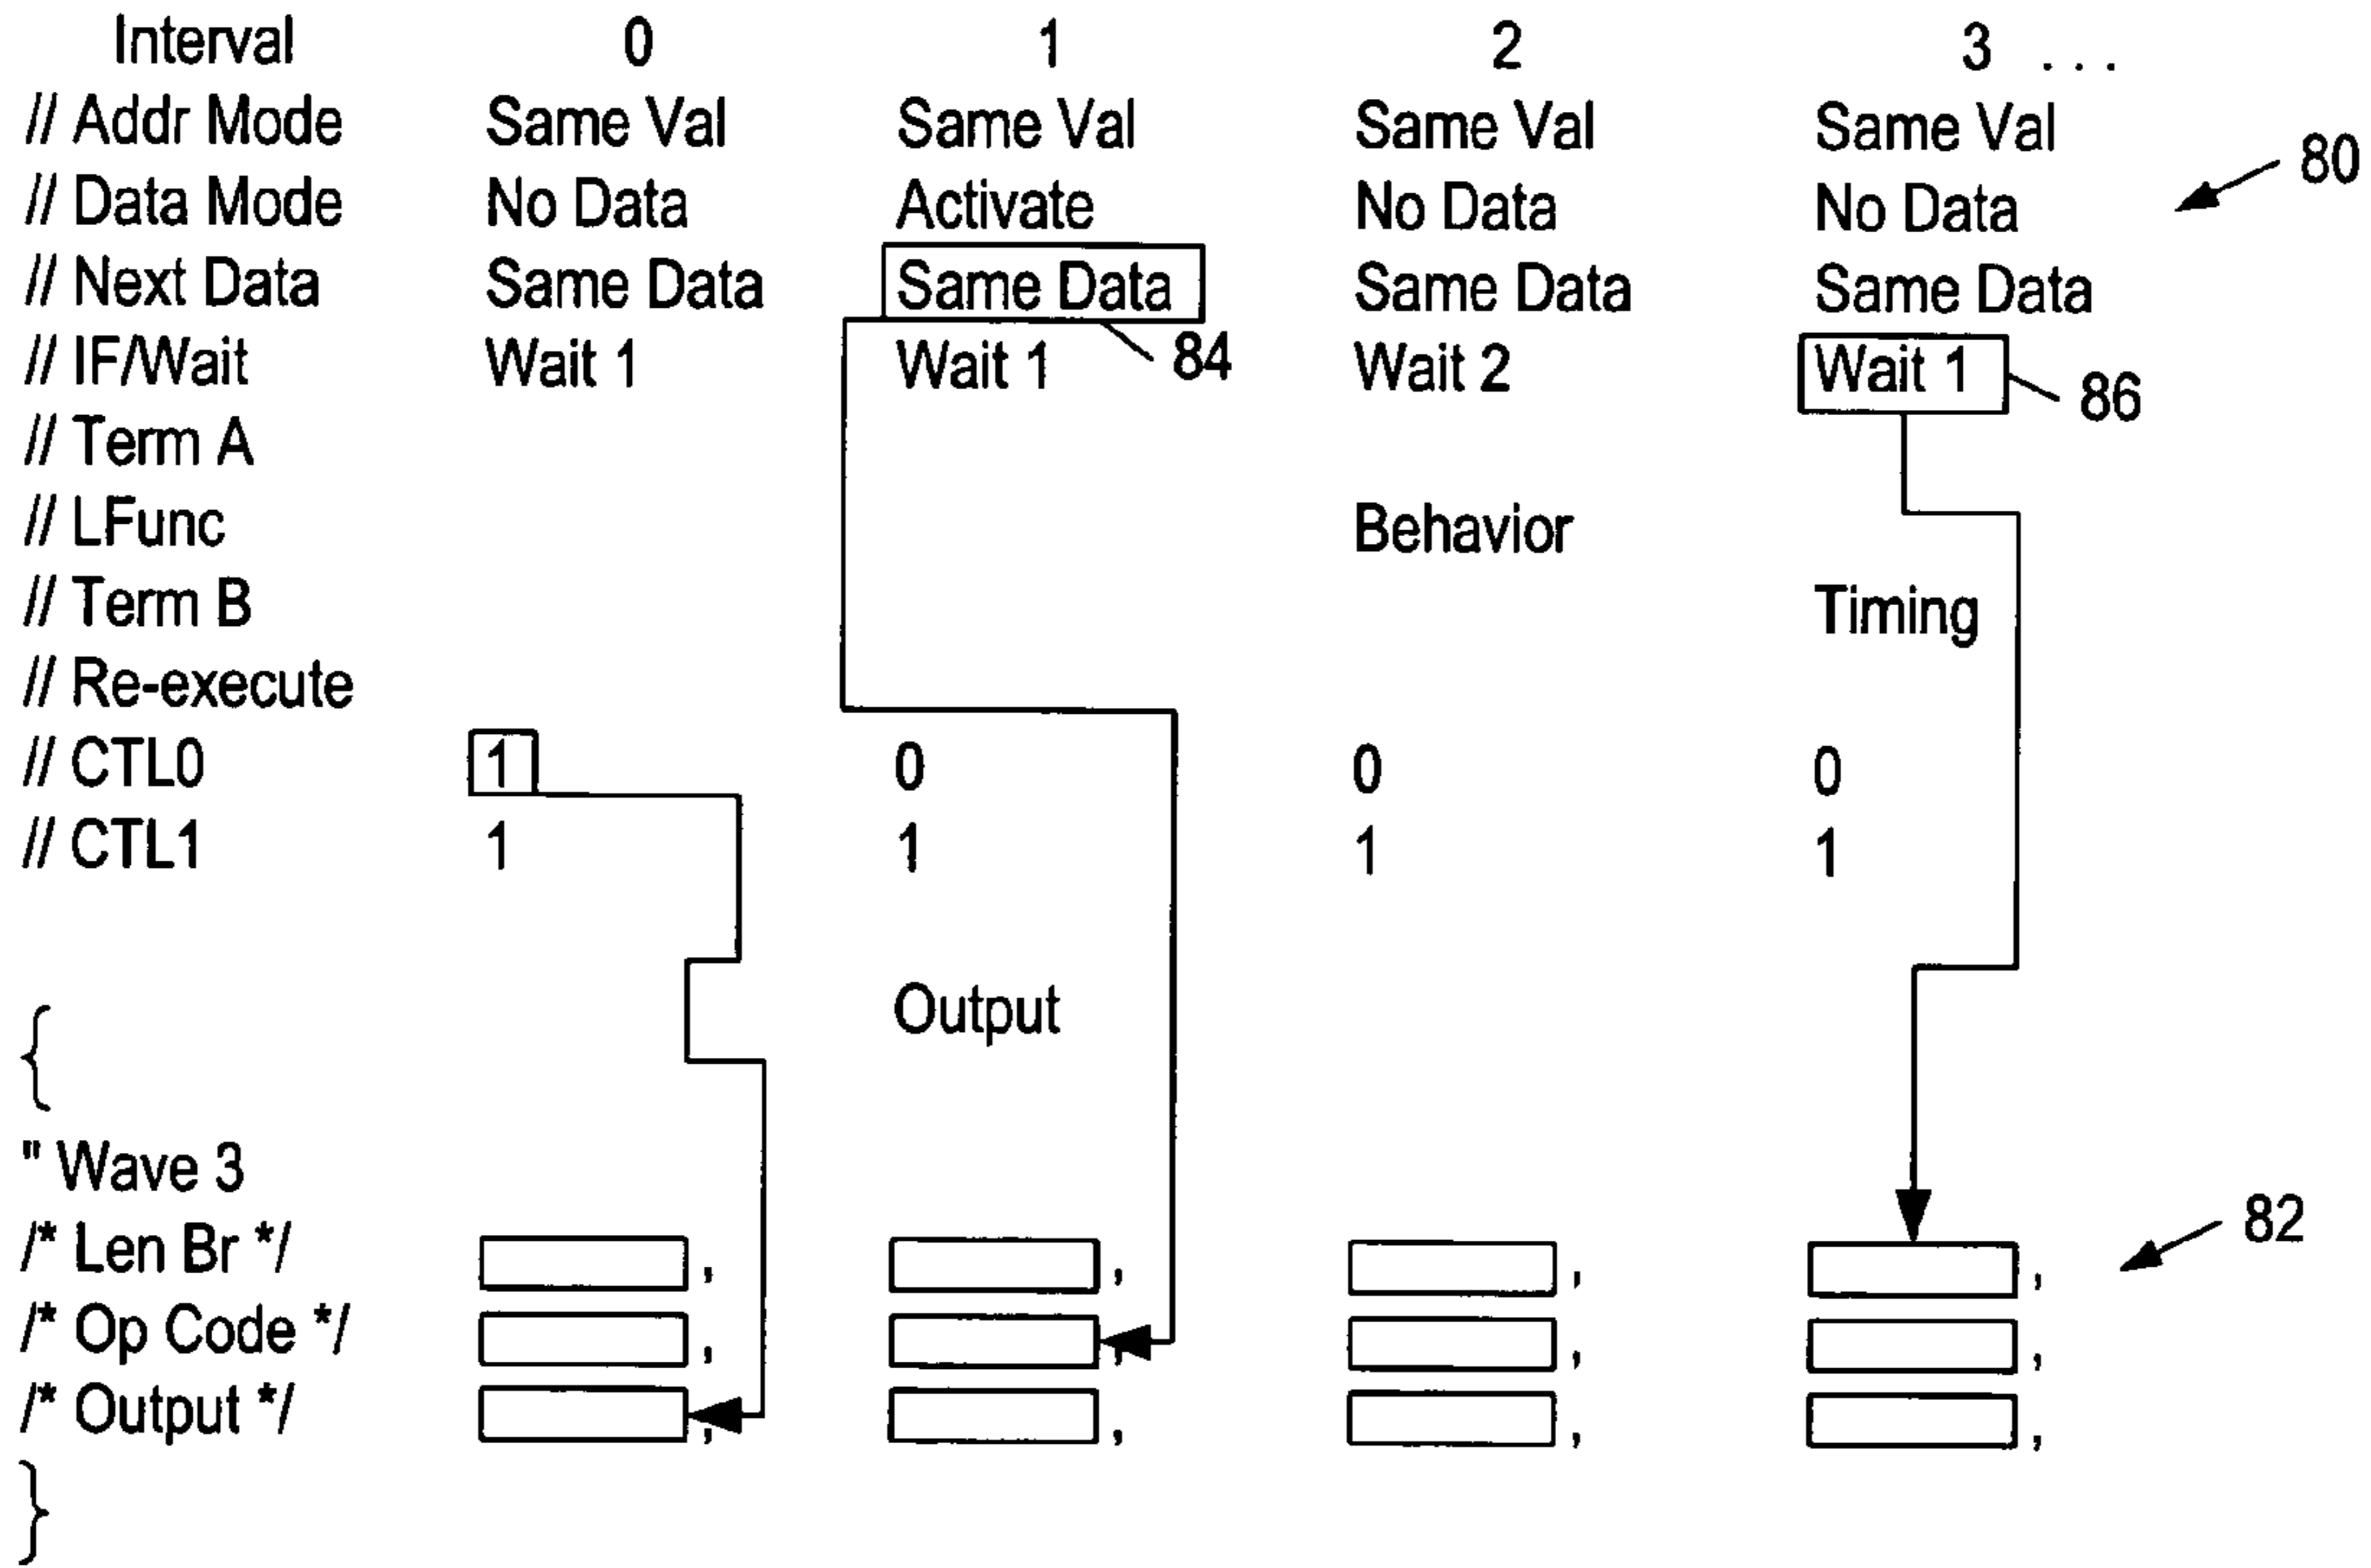 Interval 0 1 2 3 ...
// Addr Mode Same Val Same Val Same Val Same Val
80
// Data Mode No Data Activate No Data No Data
// Next Data Same Data Same Data Same Data Same Data
84
// IF/Wait Wait 1 Wait 1 Wait 2 Wait 1
86
// Term A
// LFunc Behavior
// Term B Timing
// Re-execute
// CTL0 1 0 0 0
// CTL1 1 1 1 1
Output
{
" Wave 3
82
/* Len Br */ , , , ,
/* Op Code */ , , , ,
/* Output */ , , , ,
}